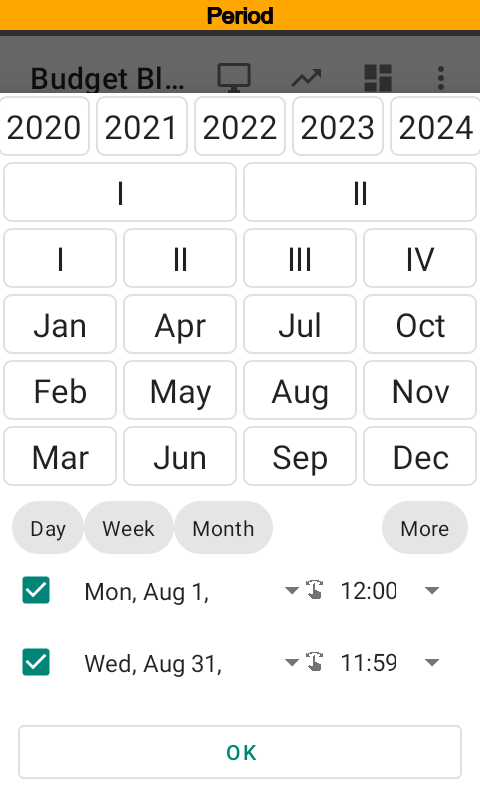 Period
Budget Bl...
2020 2021 2022 2023 2024
I II
I II III IV
Jan Apr Jul Oct
Feb May Aug Nov
Mar Jun Sep Dec
Day Week Month More
Mon, Aug 1, 12:00
Wed, Aug 31, 11:59
OK